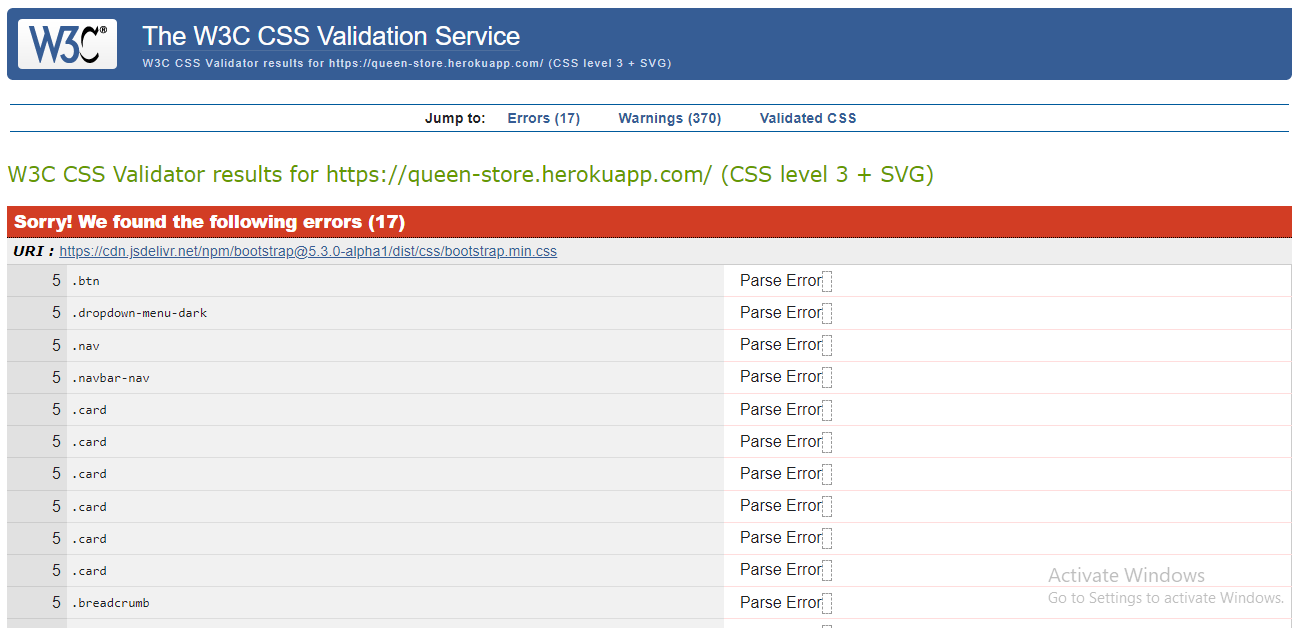 W3C®
The W3C CSS Validation Service
W3C CSS Validator results for https://queen-store.herokuapp.com/ (CSS level 3 + SVG)
Jump to: Errors (17) Warnings (370) Validated CSS
W3C CSS Validator results for https://queen-store.herokuapp.com/ (CSS level 3 + SVG)
Sorry! We found the following errors (17)
URI : https://cdn.jsdelivr.net/npm/bootstrap@5.3.0-alpha1/dist/css/bootstrap.min.css
5 .btn Parse Error
5 .dropdown-menu-dark Parse Error
5 .nav Parse Error
5 .navbar-nav Parse Error
5 .card Parse Error
5 .card Parse Error
5 .card Parse Error
5 .card Parse Error
5 .card Parse Error
5 .card Parse Error
5 .breadcrumb Parse Error
Activate Windows
Go to Settings to activate Windows.